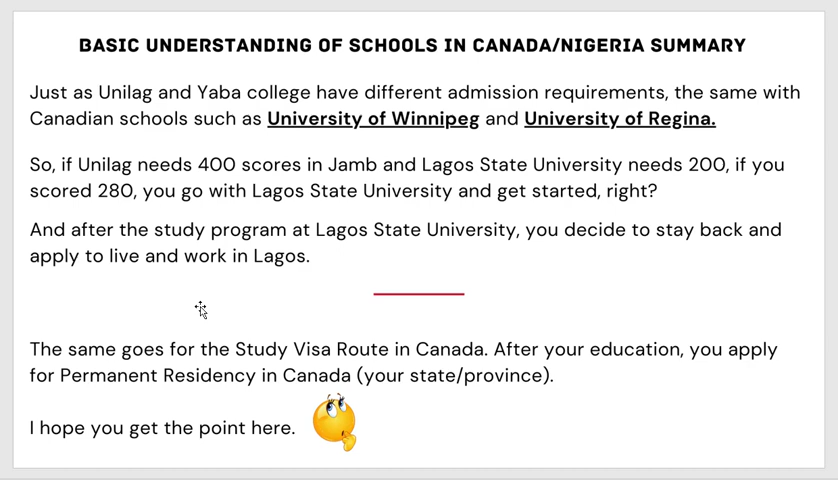 BASIC UNDERSTANDING OF SCHOOLS IN CANADA/NIGERIA SUMMARY
Just as Unilag and Yaba college have different admission requirements, the same with
Canadian schools such as University of Winnipeg and University of Regina.
So, if Unilag needs 400 scores in Jamb and Lagos State University needs 200, if you
scored 280, you go with Lagos State University and get started, right?
And after the study program at Lagos State University, you decide to stay back and
apply to live and work in Lagos.
The same goes for the Study Visa Route in Canada. After your education, you apply
for Permanent Residency in Canada (your state/province).
I hope you get the point here.